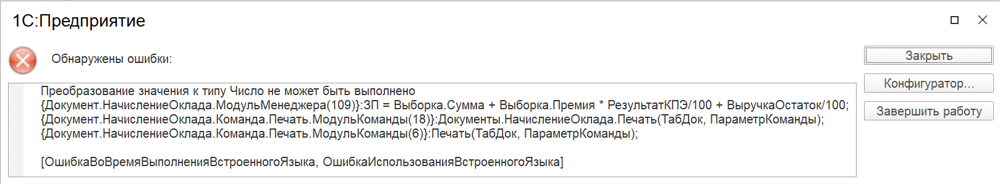 1С:Предприятие
Обнаружены ошибки:
Закрыть
Конфигуратор...
Завершить работу
Преобразование значения к типу Число не может быть выполнено
{Документ.НачислениеОклада.МодульМенеджера(109)}:ЗП = Выборка.Сумма + Выборка.Премия * РезультатКПЭ/100 + ВыручкаОстаток/100;
{Документ.НачислениеОклада.Команда.Печать.МодульКоманды(18)}:Документы.НачислениеОклада.Печать(ТабДок, ПараметрКоманды);
{Документ.НачислениеОклада.Команда.Печать.МодульКоманды(6)}:Печать(ТабДок, ПараметрКоманды);
[ОшибкаВоВремяВыполненияВстроенногоЯзыка, ОшибкаИспользованияВстроенногоЯзыка]